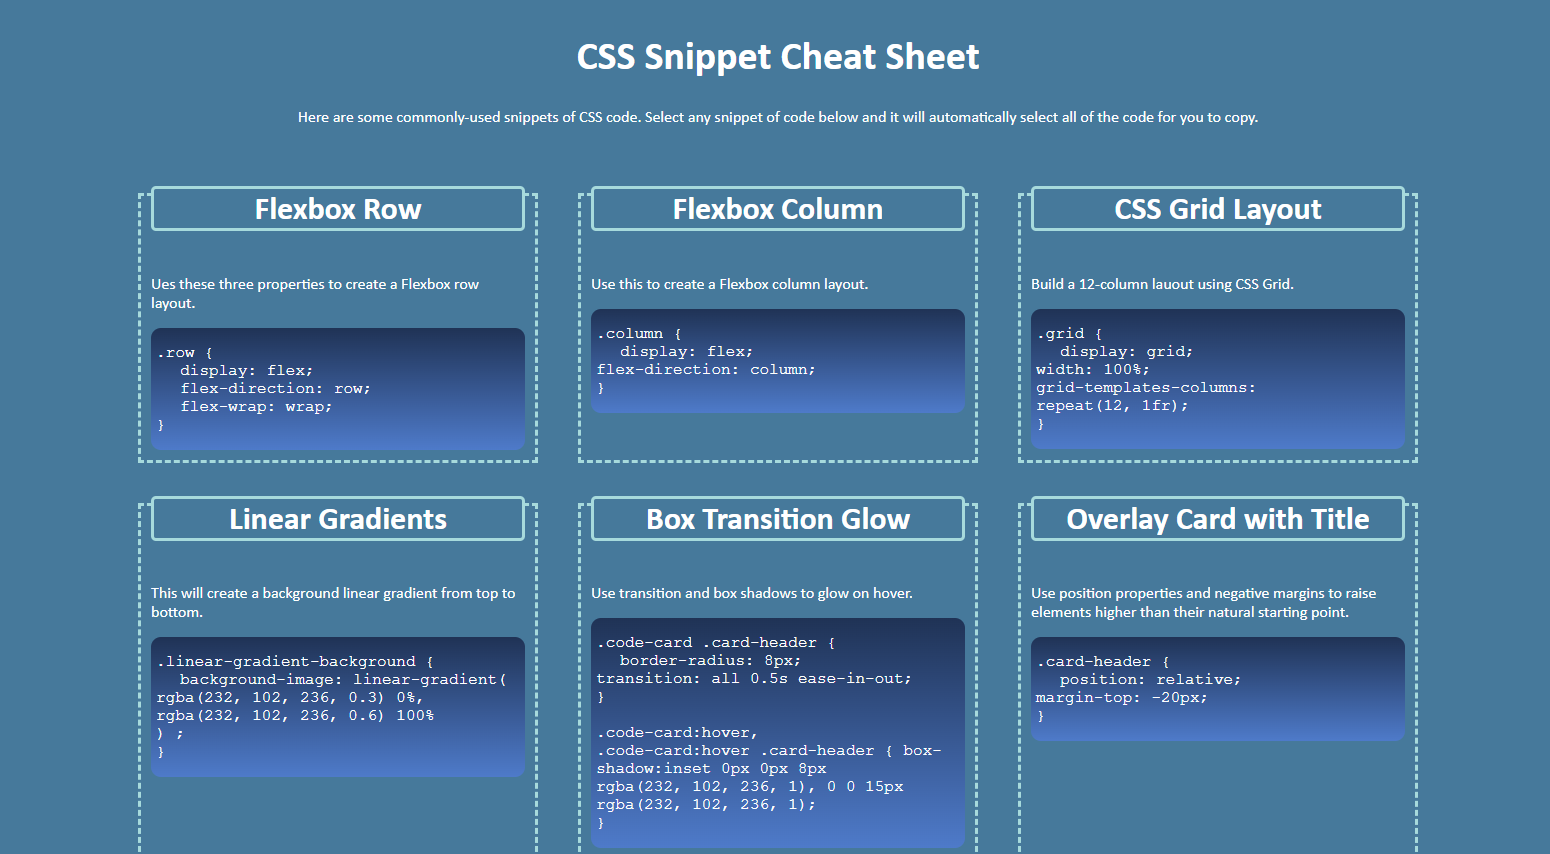 CSS Snippet Cheat Sheet
Here are some commonly-used snippets of CSS code. Select any snippet of code below and it will automatically select all of the code for you to copy.
Flexbox Row
Ues these three properties to create a Flexbox row
layout.
.row {
display: flex;
flex-direction: row;
flex-wrap: wrap;
}
Flexbox Column
Use this to create a Flexbox column layout.
.column {
display: flex;
flex-direction: column;
}
CSS Grid Layout
Build a 12-column lauout using CSS Grid.
.grid {
display: grid;
width: 100%;
grid-templates-columns:
repeat(12, 1fr);
}
Linear Gradients
This will create a background linear gradient from top to
bottom.
.linear-gradient-background {
background-image: linear-gradient(
rgba(232, 102, 236, 0.3) 0%,
rgba(232, 102, 236, 0.6) 100%
) ;
}
Box Transition Glow
Use transition and box shadows to glow on hover.
.code-card .card-header {
border-radius: 8px;
transition: all 0.5s ease-in-out;
}
.code-card:hover,
.code-card:hover .card-header { box-
shadow:inset 0px 0px 8px
rgba(232, 102, 236, 1), 0 0 15px
rgba(232, 102, 236, 1);
}
Overlay Card with Title
Use position properties and negative margins to raise
elements higher than their natural starting point.
.card-header {
position: relative;
margin-top: -20px;
}